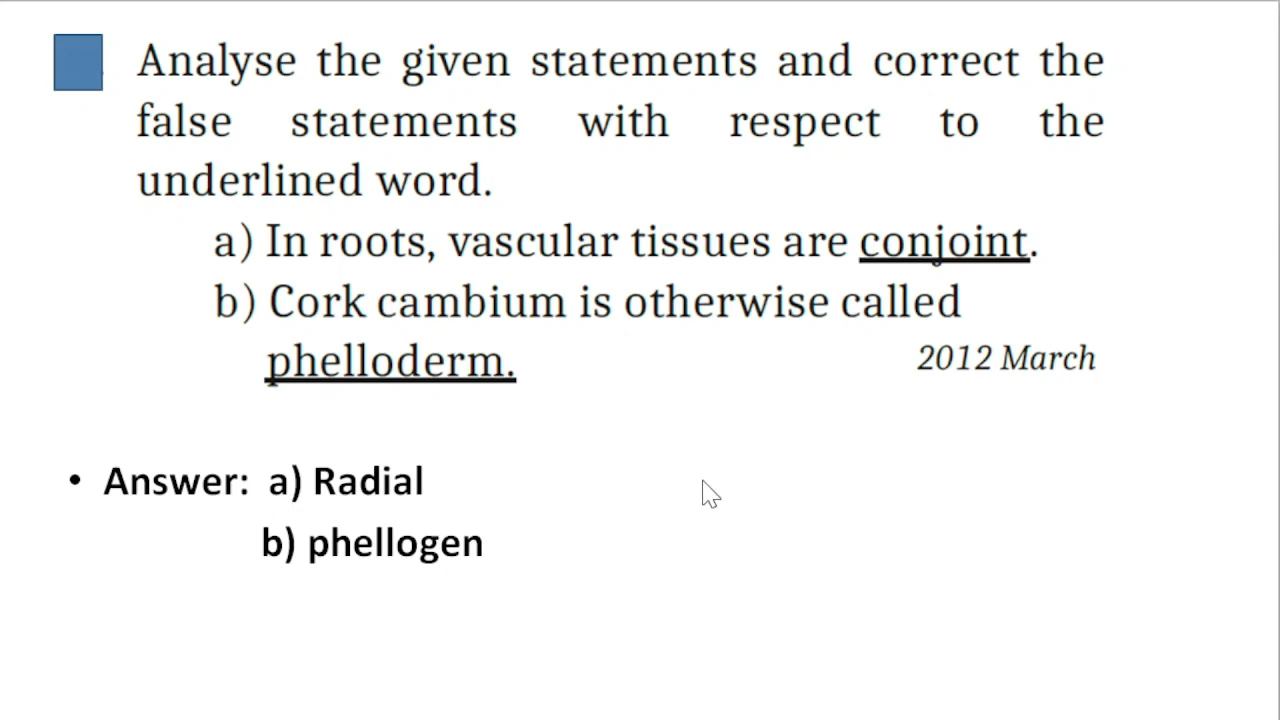 Analyse the given statements and correct the
false statements with respect to the
underlined word.
a) In roots, vascular tissues are conjoint.
b) Cork cambium is otherwise called
phelloderm.
2012 March
• Answer: a) Radial
b) phellogen